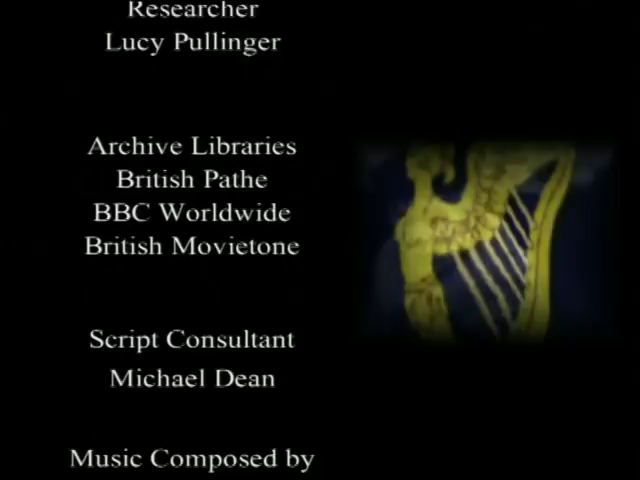 Researcher
Lucy Pullinger
Archive Libraries
British Pathe
BBC Worldwide
British Movietone
Script Consultant
Michael Dean
Music Composed by